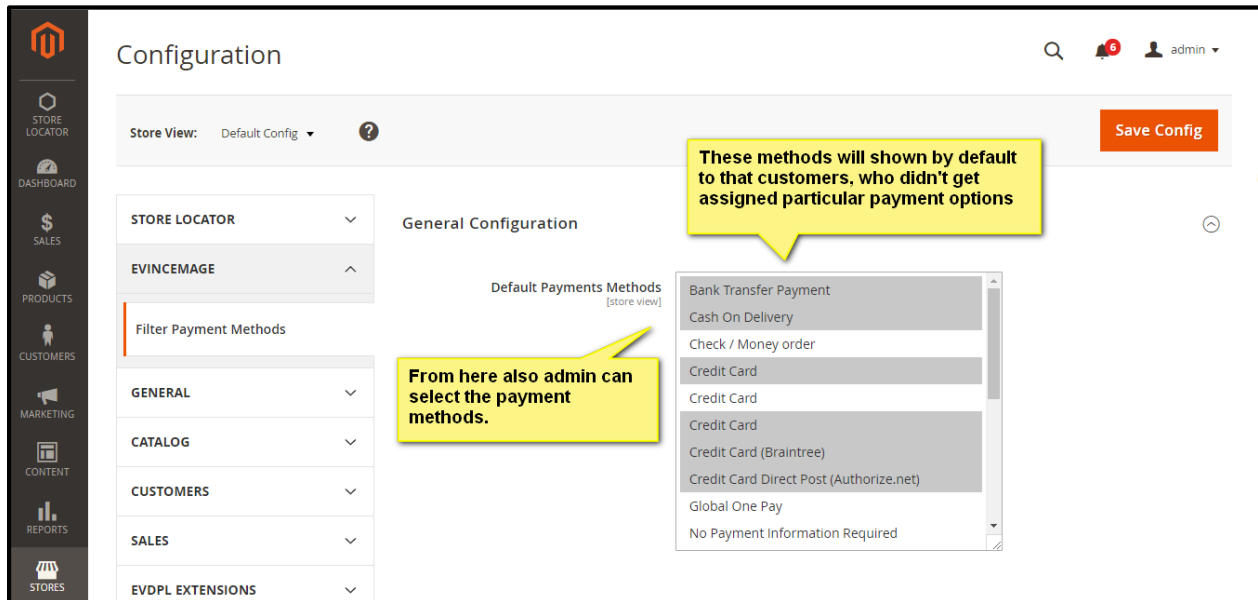 Configuration
6
admin
STORE
LOCATOR
DASHBOARD
SALES
PRODUCTS
CUSTOMERS
MARKETING
CONTENT
REPORTS
STORES
Store View: Default Config
?
Save Config
STORE LOCATOR
EVINCEMAGE
Filter Payment Methods
GENERAL
CATALOG
CUSTOMERS
SALES
EVDPL EXTENSIONS
These methods will shown by default
to that customers, who didn't get
assigned particular payment options
General Configuration
Default Payments Methods
[store view]
Bank Transfer Payment
Cash On Delivery
Check / Money order
Credit Card
Credit Card
Credit Card
Credit Card (Braintree)
Credit Card Direct Post (Authorize.net)
Global One Pay
No Payment Information Required
From here also admin can
select the payment
methods.